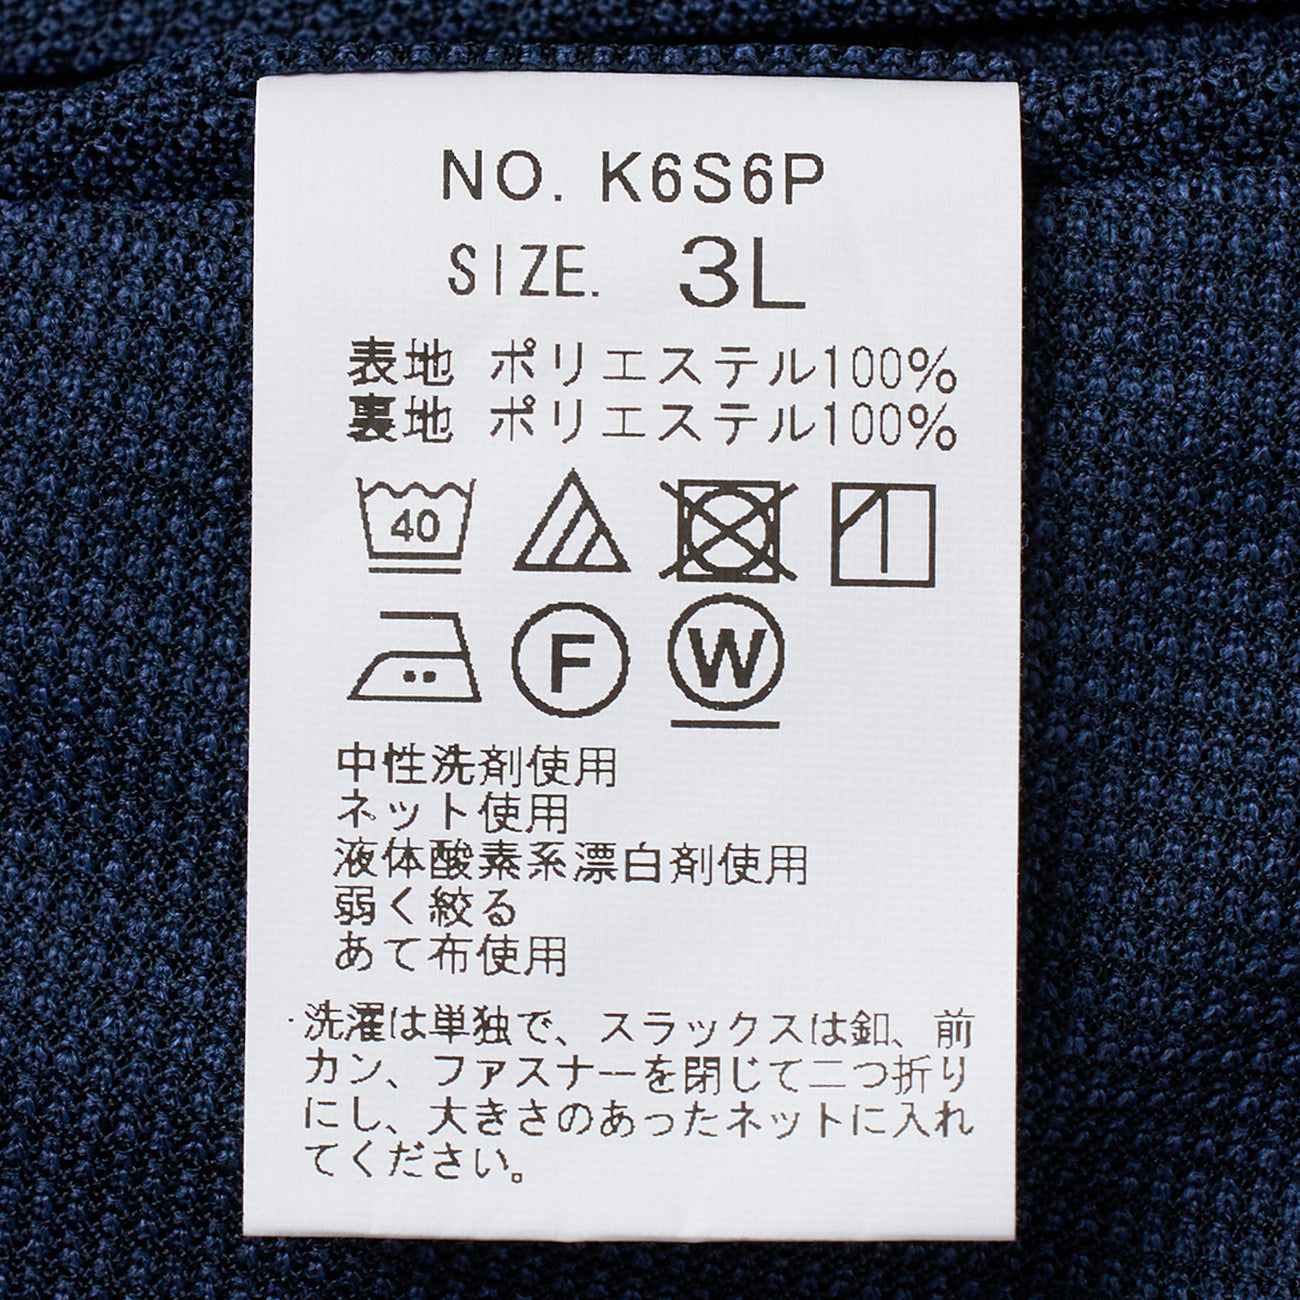 NO. K6S6P
SIZE. 3L
表地 ポリエステル100%
裏地 ポリエステル100%
40
F W
中性洗剤使用
ネット使用
液体酸素系漂白剤使用
弱く絞る
あて布使用
・洗濯は単独で、スラックスは釦、前
カン、ファスナーを閉じて二つ折り
にし、大きさのあったネットに入れ
てください。